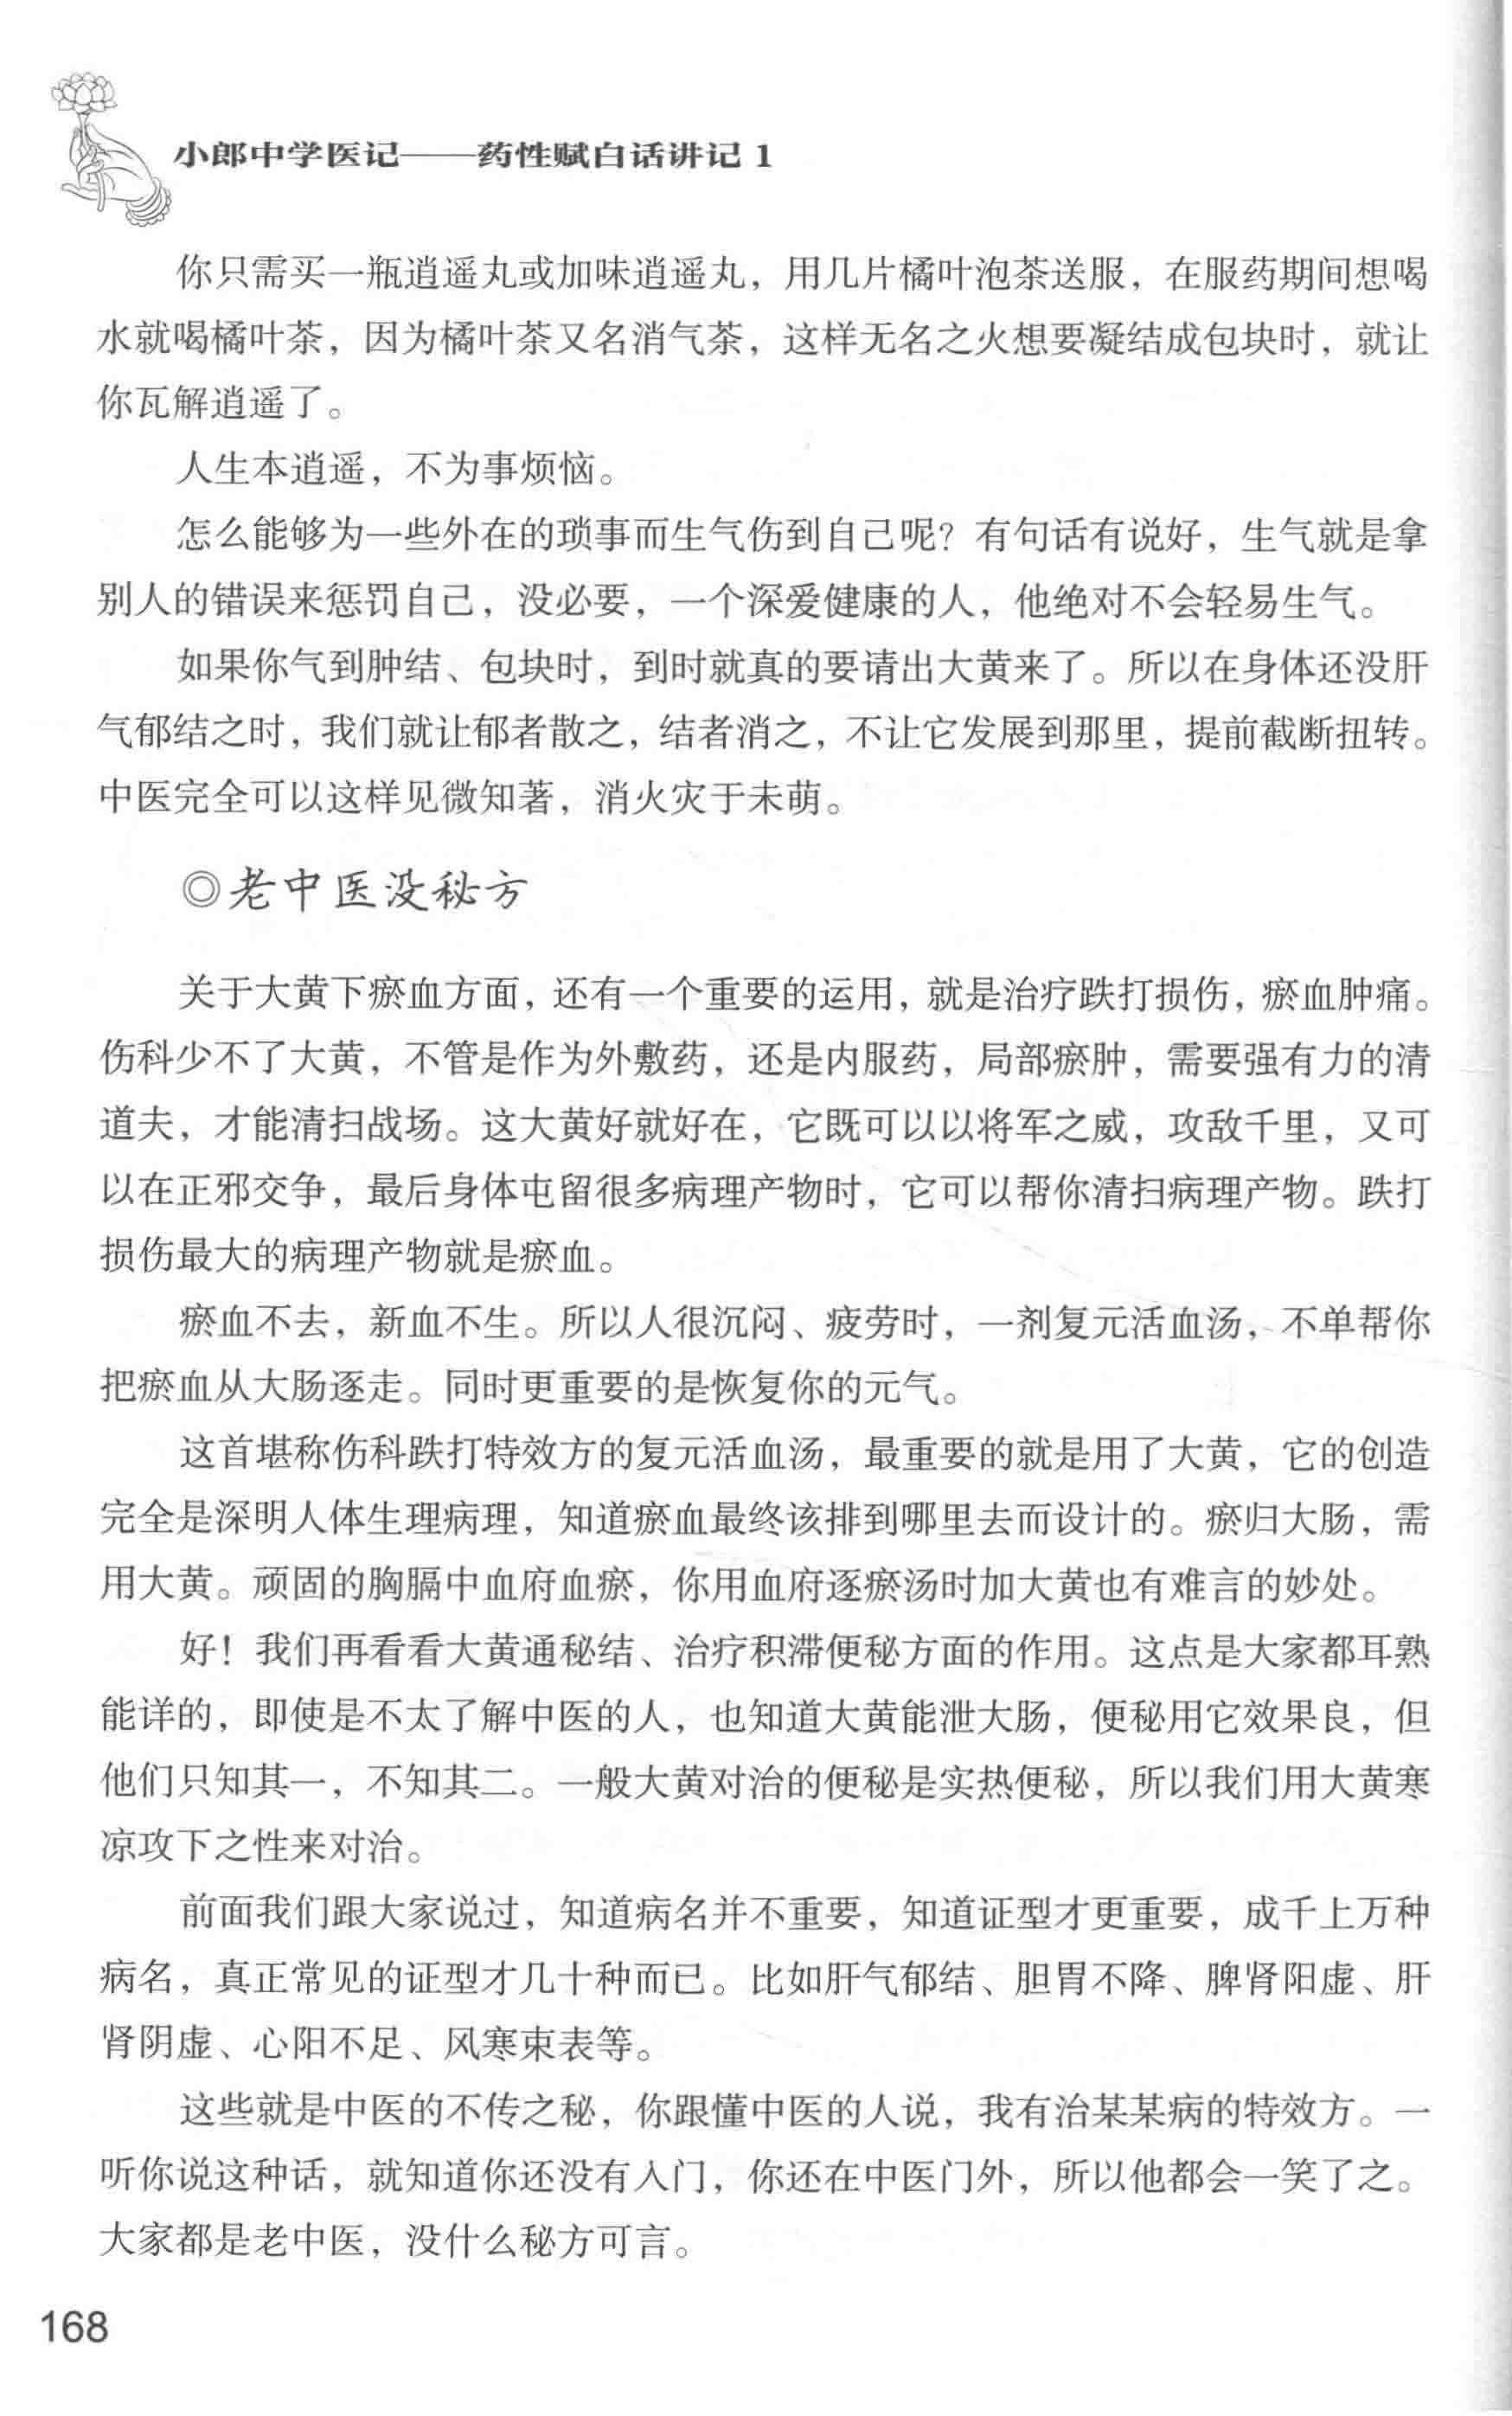 小郎中学医记——药性赋白话讲记 1
你只需买一瓶逍遥丸或加味逍遥丸，用几片橘叶泡茶送服，在服药期间想喝
水就喝橘叶茶，因为橘叶茶又名消气茶，这样无名之火想要凝结成包块时，就让
你瓦解逍遥了。
人生本逍遥，不为事烦恼。
怎么能够为一些外在的琐事而生气伤到自己呢？有句话有说好，生气就是拿
别人的错误来惩罚自己，没必要，一个深爱健康的人，他绝对不会轻易生气。
如果你气到肿结、包块时，到时就真的要请出大黄来了。所以在身体还没肝
气郁结之时，我们就让郁者散之，结者消之，不让它发展到那里，提前截断扭转。
中医完全可以这样见微知著，消火灾于未萌。
◎老中医没秘方
关于大黄下瘀血方面，还有一个重要的运用，就是治疗跌打损伤，瘀血肿痛。
伤科少不了大黄，不管是作为外敷药，还是内服药，局部瘀肿，需要强有力的清
道夫，才能清扫战场。这大黄好就好在，它既可以以将军之威，攻敌千里，又可
以在正邪交争，最后身体屯留很多病理产物时，它可以帮你清扫病理产物。跌打
损伤最大的病理产物就是瘀血。
瘀血不去，新血不生。所以人很沉闷、疲劳时，一剂复元活血汤，不单帮你
把瘀血从大肠逐走。同时更重要的是恢复你的元气。
这首堪称伤科跌打特效方的复元活血汤，最重要的就是用了大黄，它的创造
完全是深明人体生理病理，知道瘀血最终该排到哪里去而设计的。瘀归大肠，需
用大黄。顽固的胸膈中血府血瘀，你用血府逐瘀汤时加大黄也有难言的妙处。
好！我们再看看大黄通秘结、治疗积滞便秘方面的作用。这点是大家都耳熟
能详的，即使是不太了解中医的人，也知道大黄能泄大肠，便秘用它效果良，但
他们只知其一，不知其二。一般大黄对治的便秘是实热便秘，所以我们用大黄寒
凉攻下之性来对治。
前面我们跟大家说过，知道病名并不重要，知道证型才更重要，成千上万种
病名，真正常见的证型才几十种而已。比如肝气郁结、胆胃不降、脾肾阳虚、肝
肾阴虚、心阳不足、风寒束表等。
这些就是中医的不传之秘，你跟懂中医的人说，我有治某某病的特效方。一
听你说这种话，就知道你还没有入门，你还在中医门外，所以他都会一笑了之。
大家都是老中医，没什么秘方可言。
168